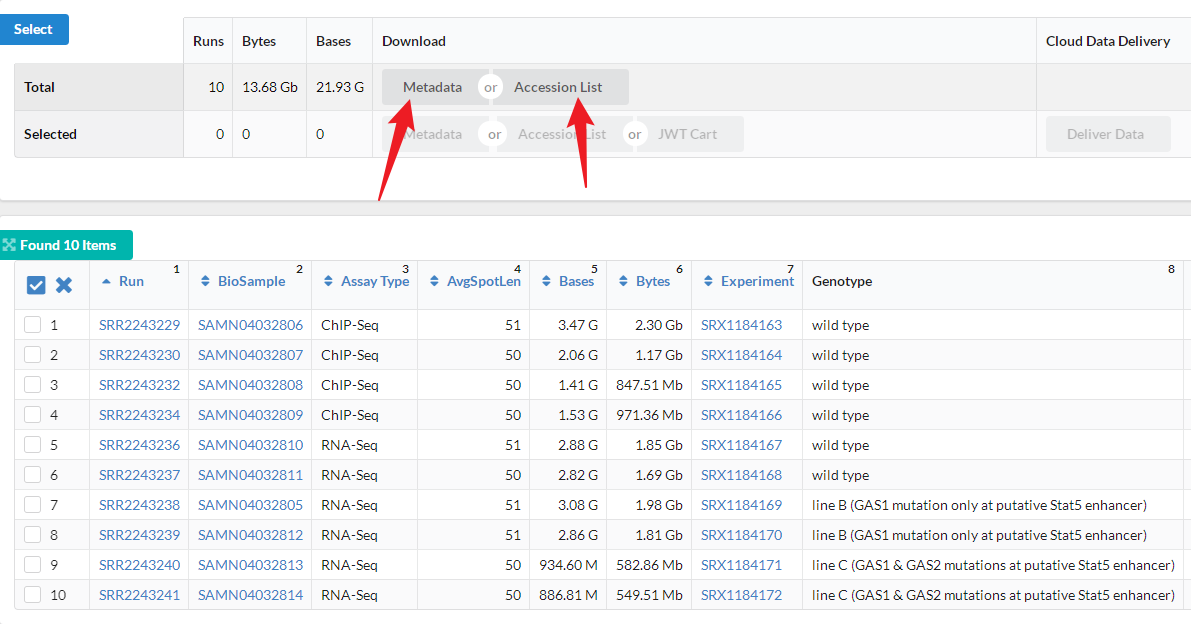 Select
Runs Bytes Bases Download Cloud Data Delivery
Total 10 13.68 Gb 21.93 G Metadata or Accession List
Selected 0 0 0 Metadata or Accession List or JWT Cart Deliver Data
Found 10 Items
1 2 3 4 5 6 7 8
Run BioSample Assay Type AvgSpotLen Bases Bytes Experiment Genotype
1 SRR2243229 SAMN04032806 ChIP-Seq 51 3.47 G 2.30 Gb SRX1184163 wild type
2 SRR2243230 SAMN04032807 ChIP-Seq 50 2.06 G 1.17 Gb SRX1184164 wild type
3 SRR2243232 SAMN04032808 ChIP-Seq 50 1.41 G 847.51 Mb SRX1184165 wild type
4 SRR2243234 SAMN04032809 ChIP-Seq 50 1.53 G 971.36 Mb SRX1184166 wild type
5 SRR2243236 SAMN04032810 RNA-Seq 51 2.88 G 1.85 Gb SRX1184167 wild type
6 SRR2243237 SAMN04032811 RNA-Seq 50 2.82 G 1.69 Gb SRX1184168 wild type
7 SRR2243238 SAMN04032805 RNA-Seq 51 3.08 G 1.98 Gb SRX1184169 line B (GAS1 mutation only at putative Stat5 enhancer)
8 SRR2243239 SAMN04032812 RNA-Seq 51 2.86 G 1.81 Gb SRX1184170 line B (GAS1 mutation only at putative Stat5 enhancer)
9 SRR2243240 SAMN04032813 RNA-Seq 50 934.60 M 582.86 Mb SRX1184171 line C (GAS1 & GAS2 mutations at putative Stat5 enhancer)
10 SRR2243241 SAMN04032814 RNA-Seq 50 886.81 M 549.51 Mb SRX1184172 line C (GAS1 & GAS2 mutations at putative Stat5 enhancer)